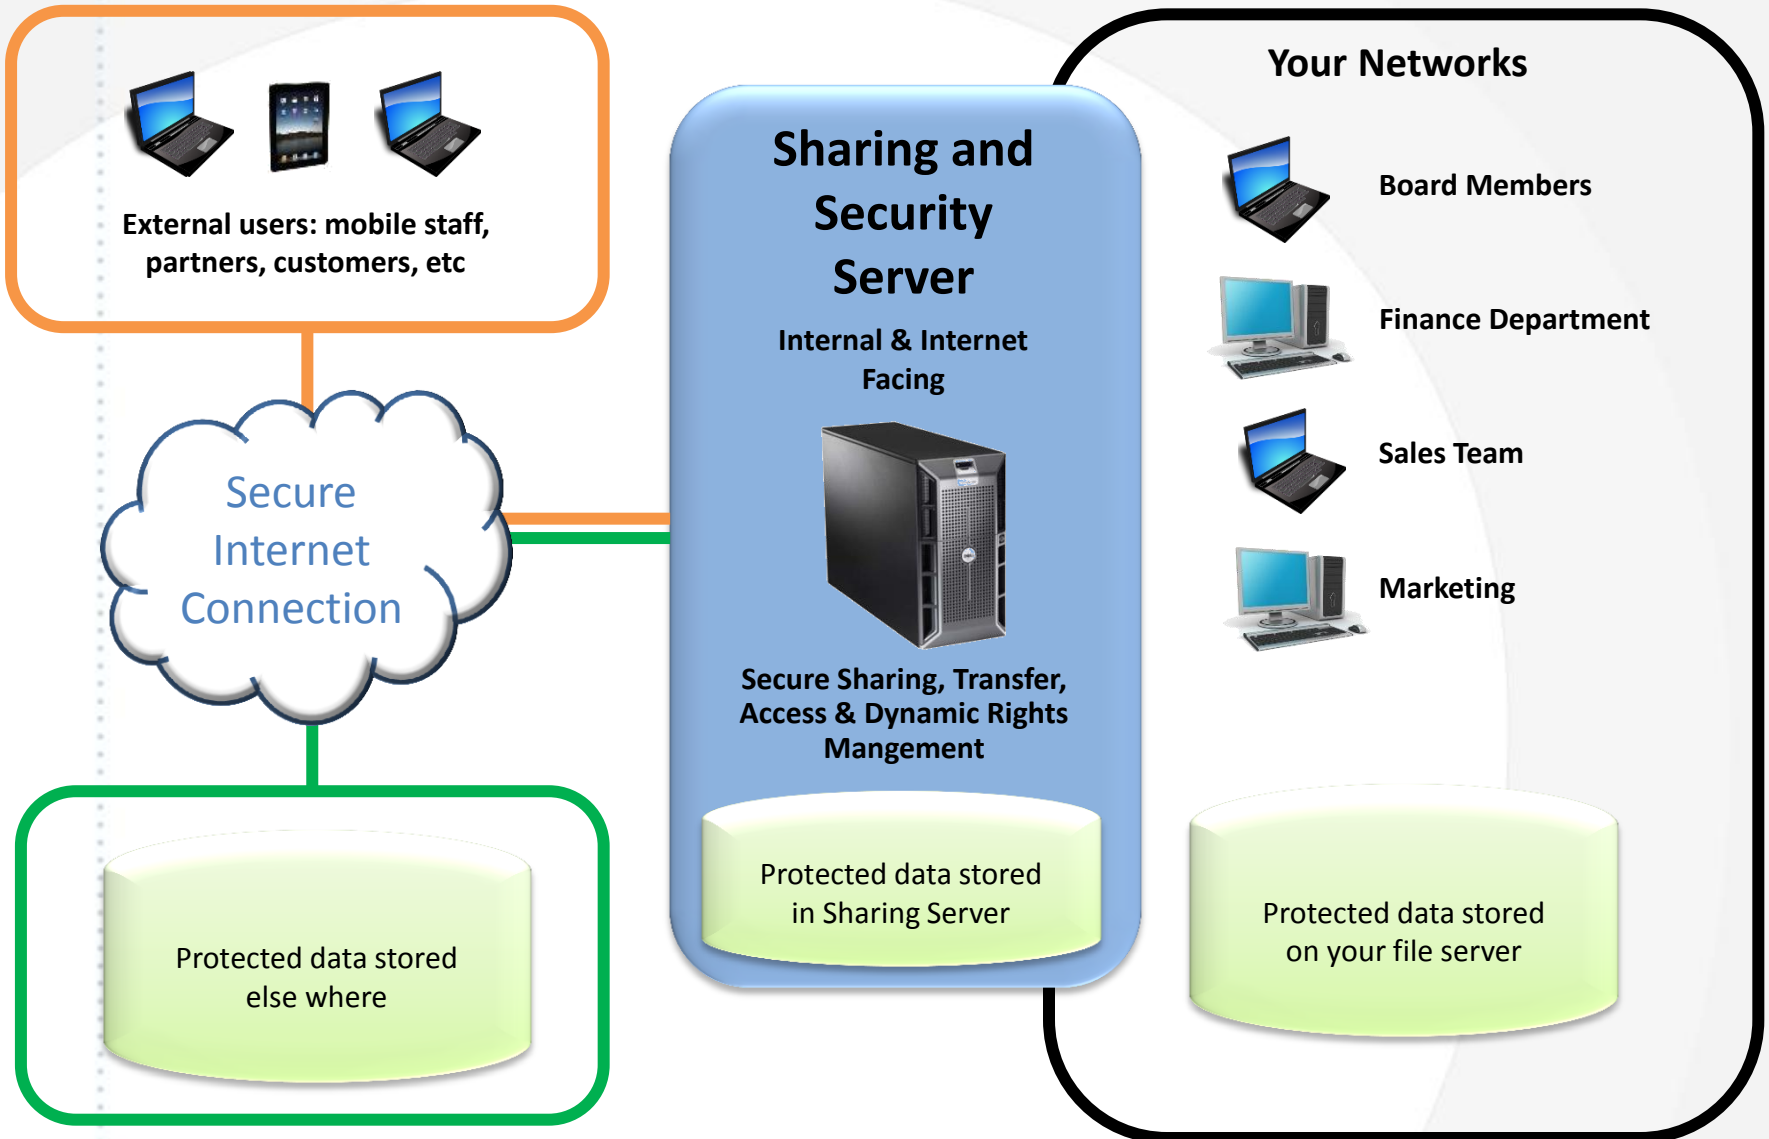 External users: mobile staff,
partners, customers, etc
Secure
Internet
Connection
Protected data stored
else where
Sharing and
Security
Server
Internal & Internet
Facing
Secure Sharing, Transfer,
Access & Dynamic Rights
Mangement
Protected data stored
in Sharing Server
Your Networks
Board Members
Finance Department
Sales Team
Marketing
Protected data stored
on your file server